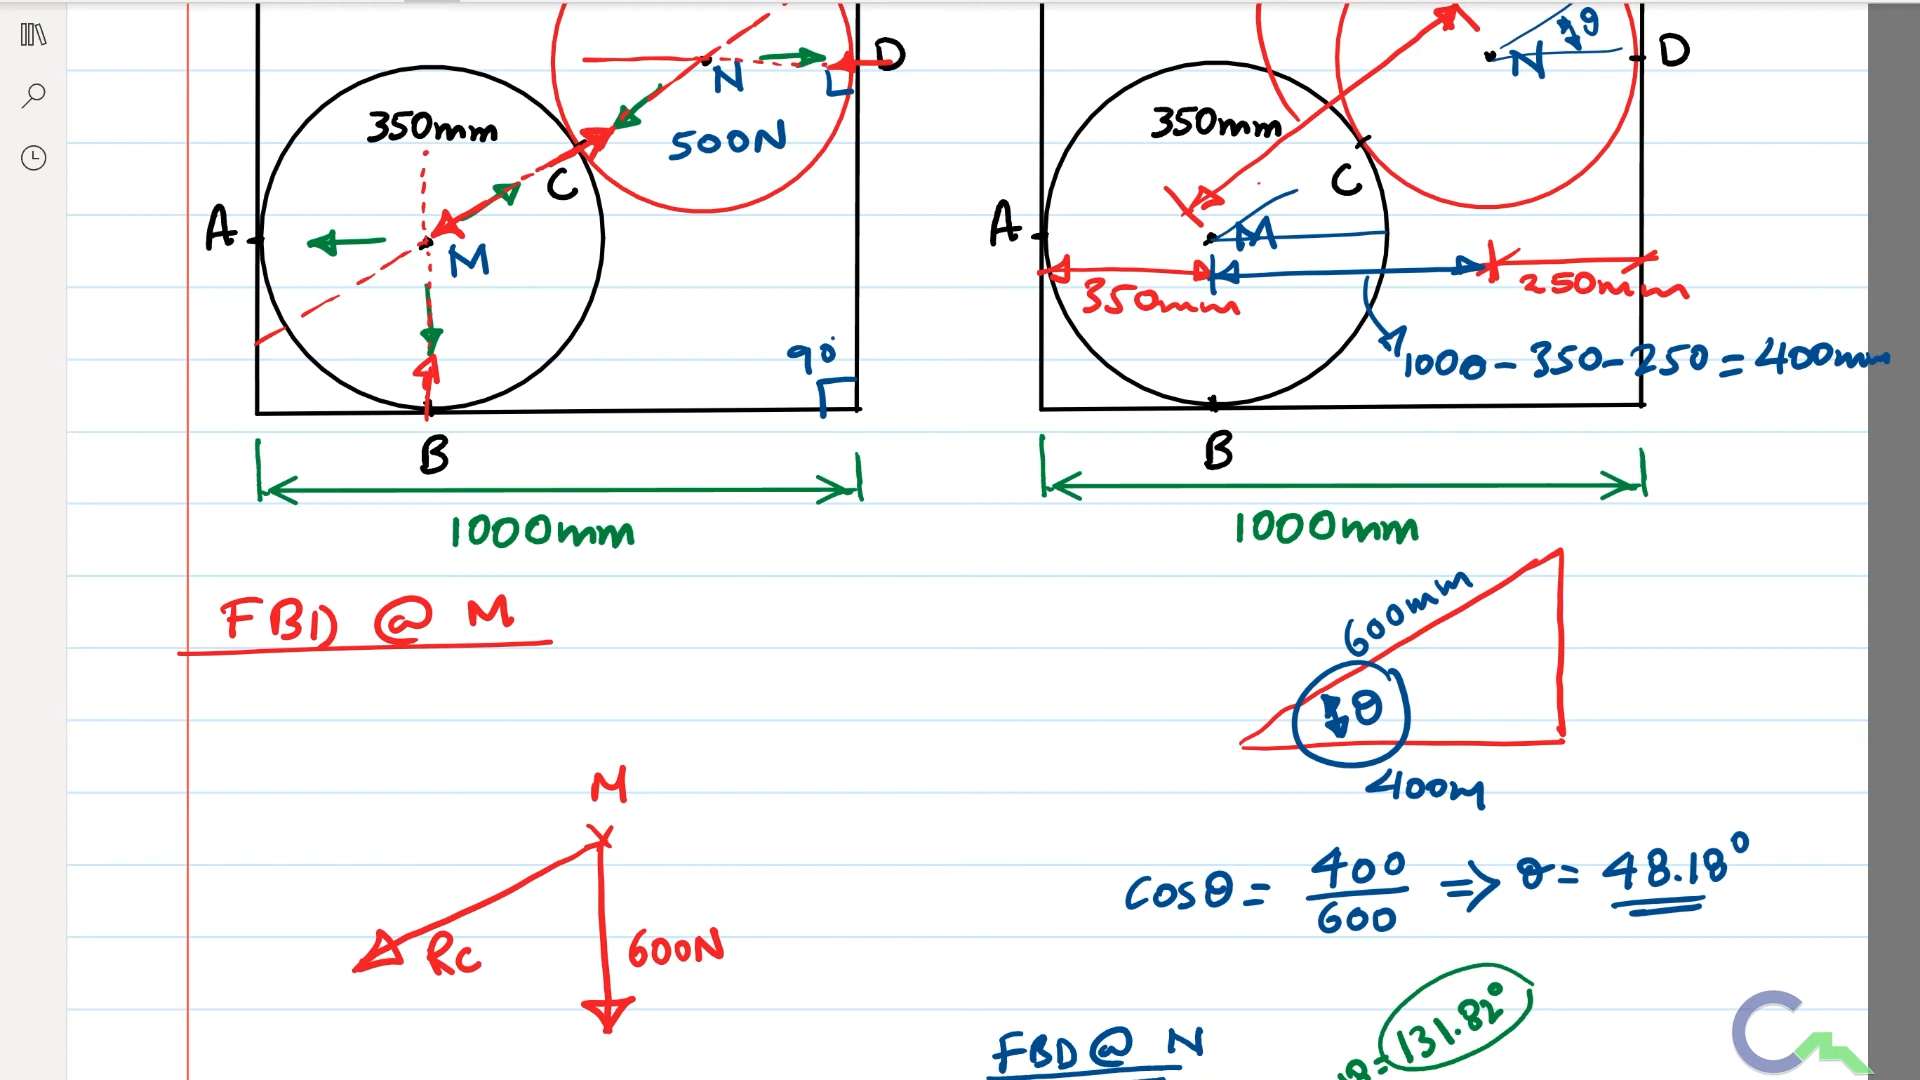 D
N
500N
350mm
C
A
M
90°
B
1000mm
D
N
θ
350mm
C
A
M
350mm
250mm
1000 - 350 - 250 = 400mm
B
1000mm
FBD @ M
600mm
θ
400m
M
Rc
600N
cosθ = 400/600 ⇒ θ = 48.18°
FBD @ N
= 131.82°